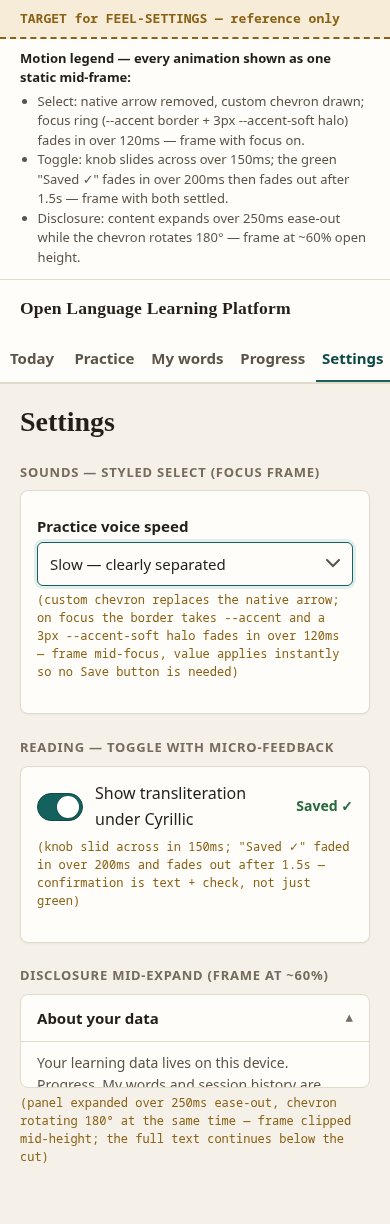 TARGET for FEEL-SETTINGS — reference only
Motion legend — every animation shown as one
static mid-frame:
• Select: native arrow removed, custom chevron drawn;
focus ring (--accent border + 3px --accent-soft halo)
fades in over 120ms — frame with focus on.
• Toggle: knob slides across over 150ms; the green
"Saved ✓" fades in over 200ms then fades out after
1.5s — frame with both settled.
• Disclosure: content expands over 250ms ease-out
while the chevron rotates 180° — frame at ~60% open
height.
Open Language Learning Platform
Today Practice My words Progress Settings
Settings
SOUNDS — STYLED SELECT (FOCUS FRAME)
Practice voice speed
Slow — clearly separated
(custom chevron replaces the native arrow;
on focus the border takes --accent and a
3px --accent-soft halo fades in over 120ms
— frame mid-focus, value applies instantly
so no Save button is needed)
READING — TOGGLE WITH MICRO-FEEDBACK
Show transliteration
under Cyrillic
Saved ✓
(knob slid across in 150ms; "Saved ✓" faded
in over 200ms and fades out after 1.5s —
confirmation is text + check, not just
green)
DISCLOSURE MID-EXPAND (FRAME AT ~60%)
About your data ▲
Your learning data lives on this device.
Progress, My words and session history are
(panel expanded over 250ms ease-out, chevron
rotating 180° at the same time — frame clipped
mid-height; the full text continues below the
cut)